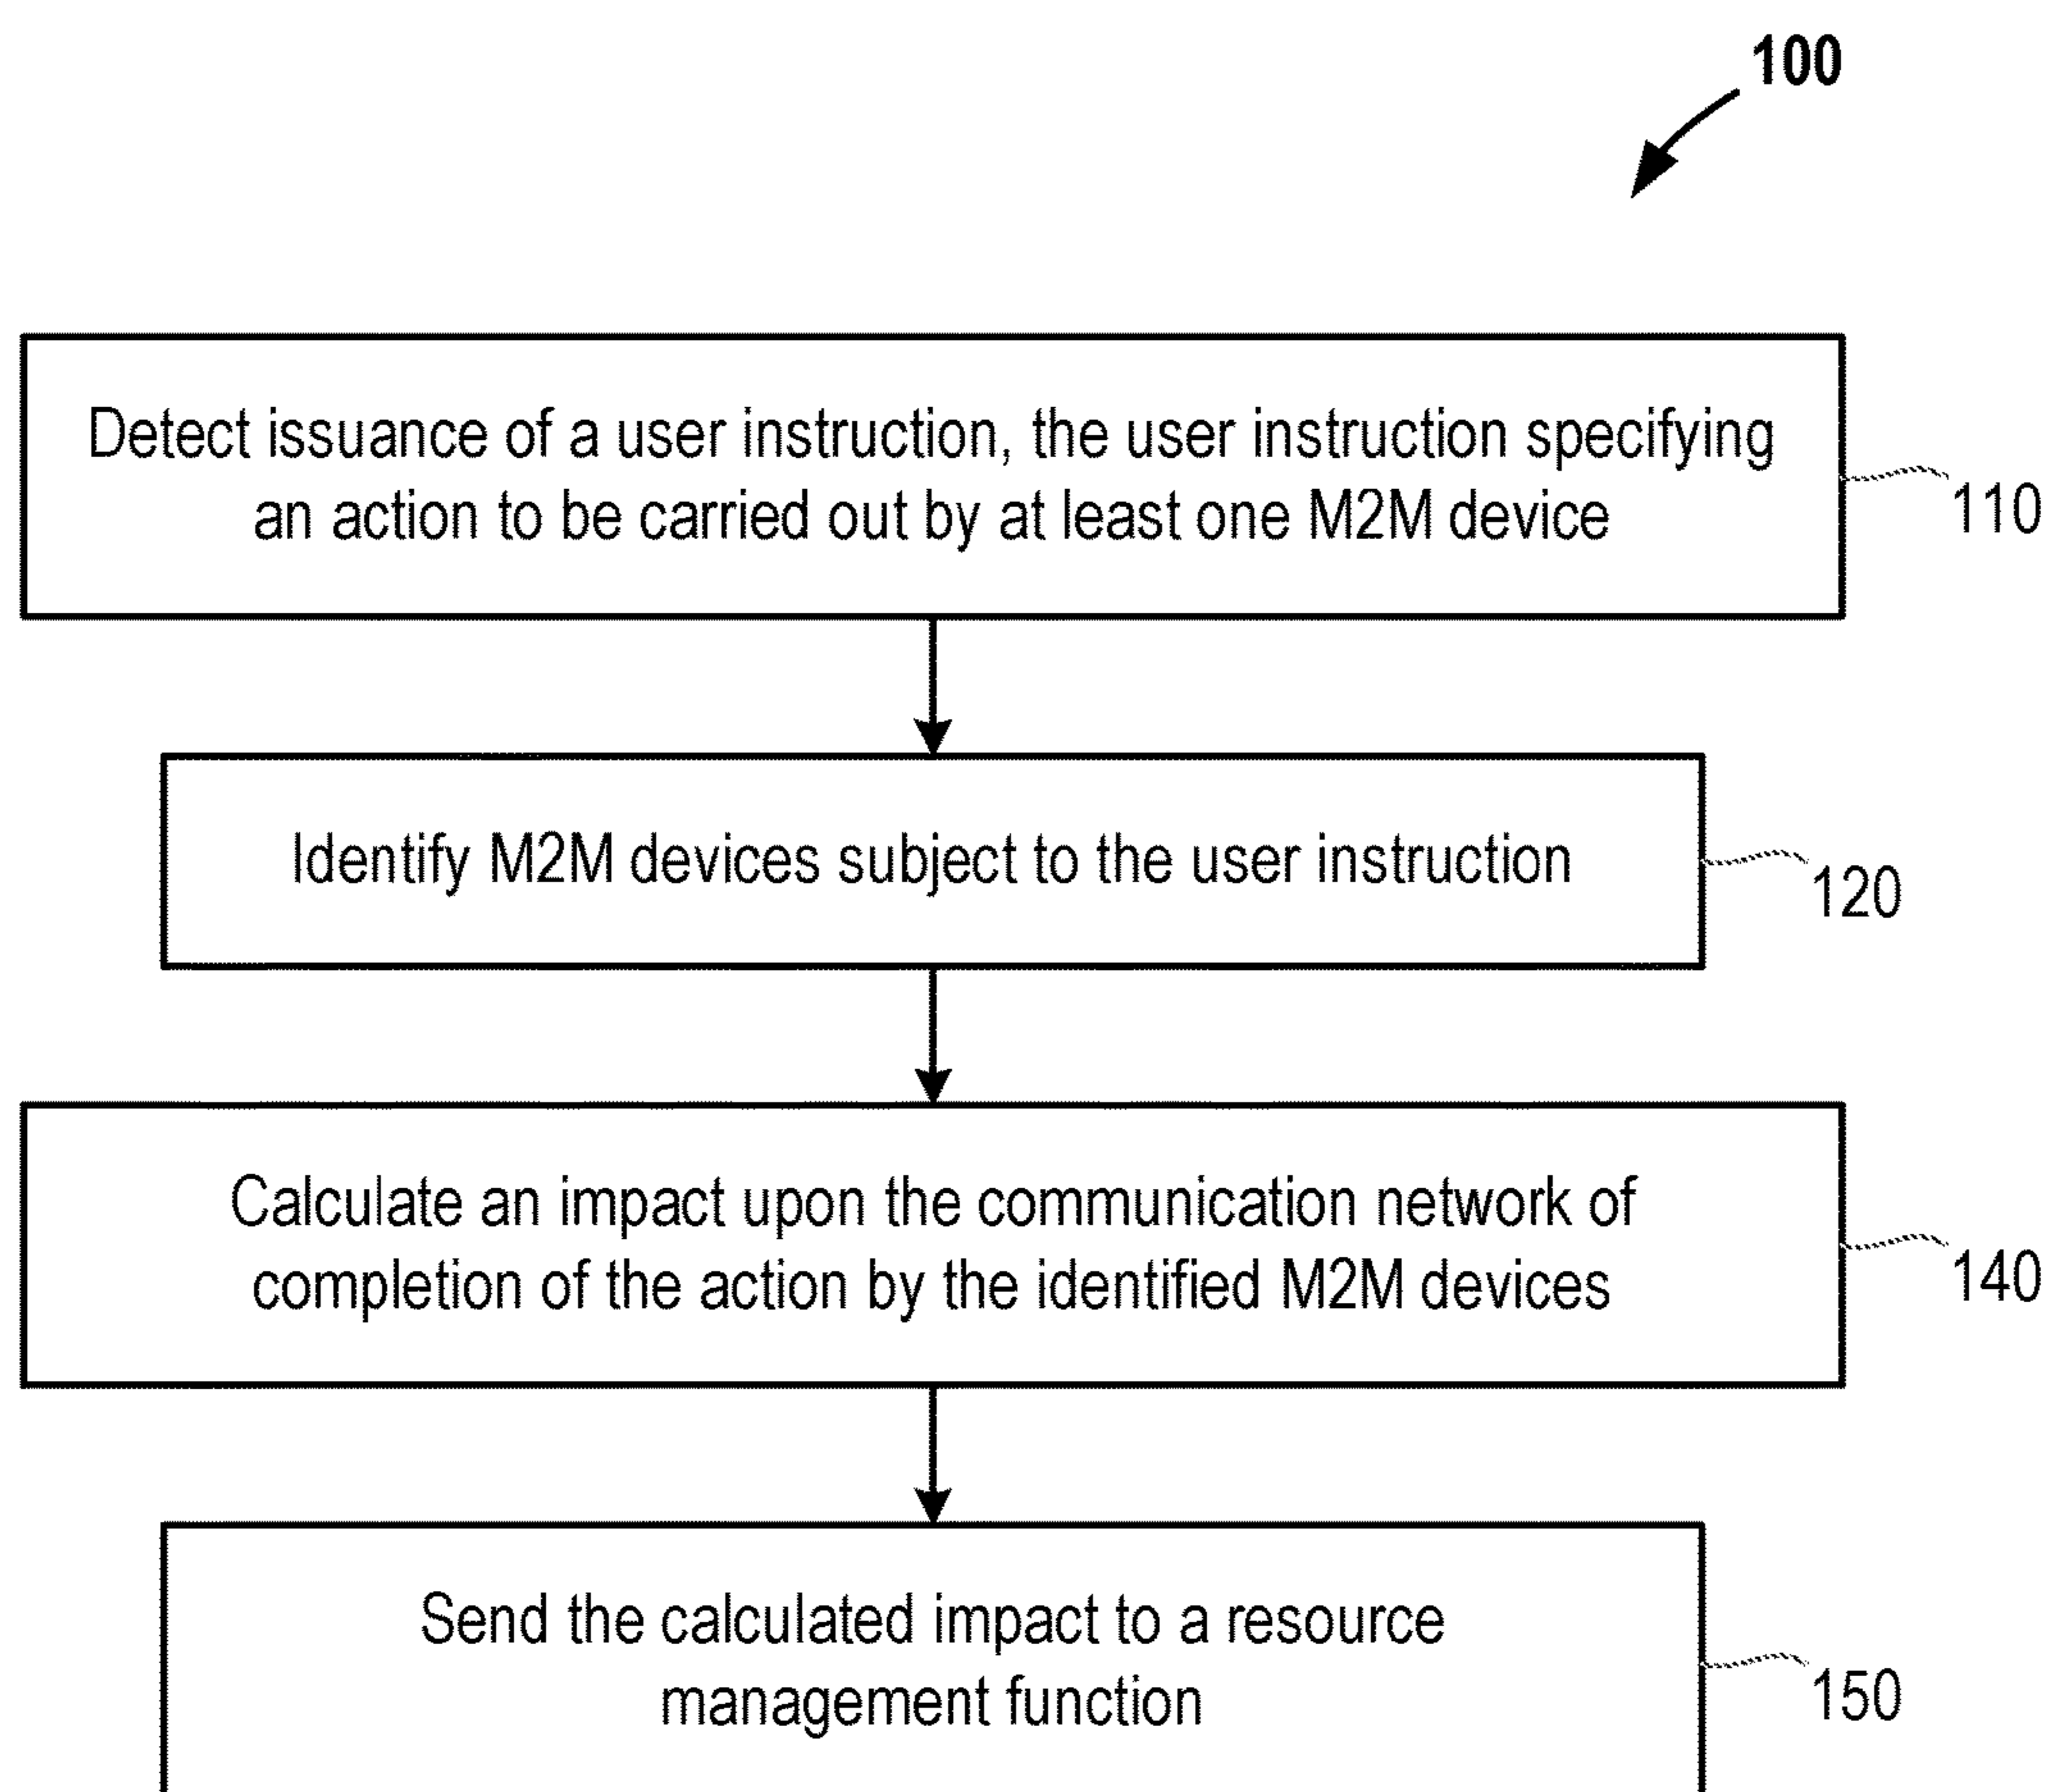 100
Detect issuance of a user instruction, the user instruction specifying
an action to be carried out by at least one M2M device
110
Identify M2M devices subject to the user instruction
120
Calculate an impact upon the communication network of
completion of the action by the identified M2M devices
140
Send the calculated impact to a resource
management function
150